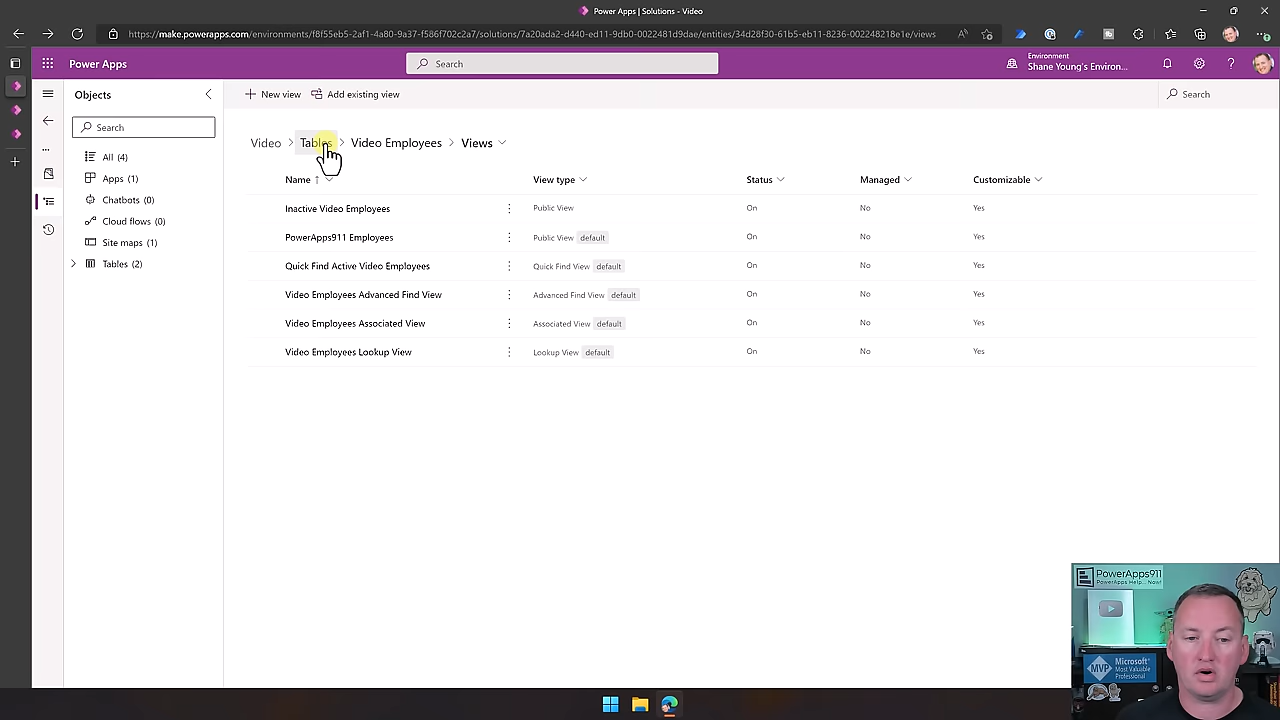 Power Apps | Solutions - Video
https://make.powerapps.com/environments/f8f55eb5-2af1-4a80-9a37-f586f702c2a7/solutions/7a20ada2-d440-ed11-9db0-0022481d9dae/entities/34d28f30-61b5-eb11-8236-002248218e1e/views
Power Apps
Search
Environment
Shane Young's Environ...
Objects
New view
Add existing view
Search
Search
Video > Tables > Video Employees > Views
All (4)
Apps (1)
Chatbots (0)
Cloud flows (0)
Site maps (1)
Tables (2)
Name ↑ View type Status Managed Customizable
Inactive Video Employees Public View On No Yes
PowerApps911 Employees Public View default On No Yes
Quick Find Active Video Employees Quick Find View default On No Yes
Video Employees Advanced Find View Advanced Find View default On No Yes
Video Employees Associated View Associated View default On No Yes
Video Employees Lookup View Lookup View default On No Yes
PowerApps911
PowerApps Help... Now!
Microsoft
Most Valuable
Professional
MVP